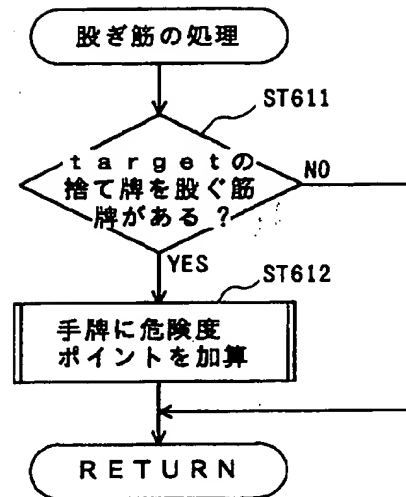 股ぎ筋の処理
ST611
targetの
捨て牌を股ぐ筋
牌がある？
NO
YES
ST612
手牌に危険度
ポイントを加算
RETURN